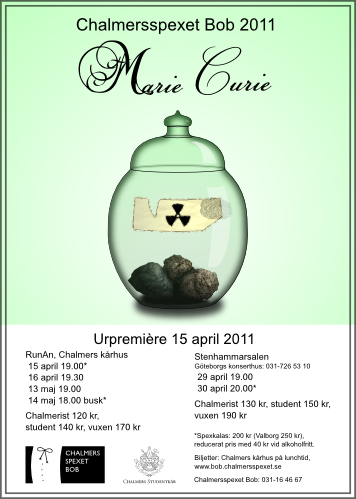 Chalmersspexet Bob 2011
Marie Curie
Urpremière 15 april 2011
RunAn, Chalmers kårhus
15 april 19.00*
16 april 19.30
13 maj 19.00
14 maj 18.00 busk*
Chalmerist 120 kr,
student 140 kr, vuxen 170 kr
Stenhammarsalen
Göteborgs konserthus: 031-726 53 10
29 april 19.00
30 april 20.00*
Chalmerist 130 kr, student 150 kr,
vuxen 190 kr
*Spexkalas: 200 kr (Valborg 250 kr),
reducerat pris med 40 kr vid alkoholfritt.
Biljetter: Chalmers kårhus på lunchtid,
www.bob.chalmersspexet.se
Chalmersspexet Bob: 031-16 46 67
CHALMERS
SPEXET
BOB
CHALMERS STUDENTKÅR